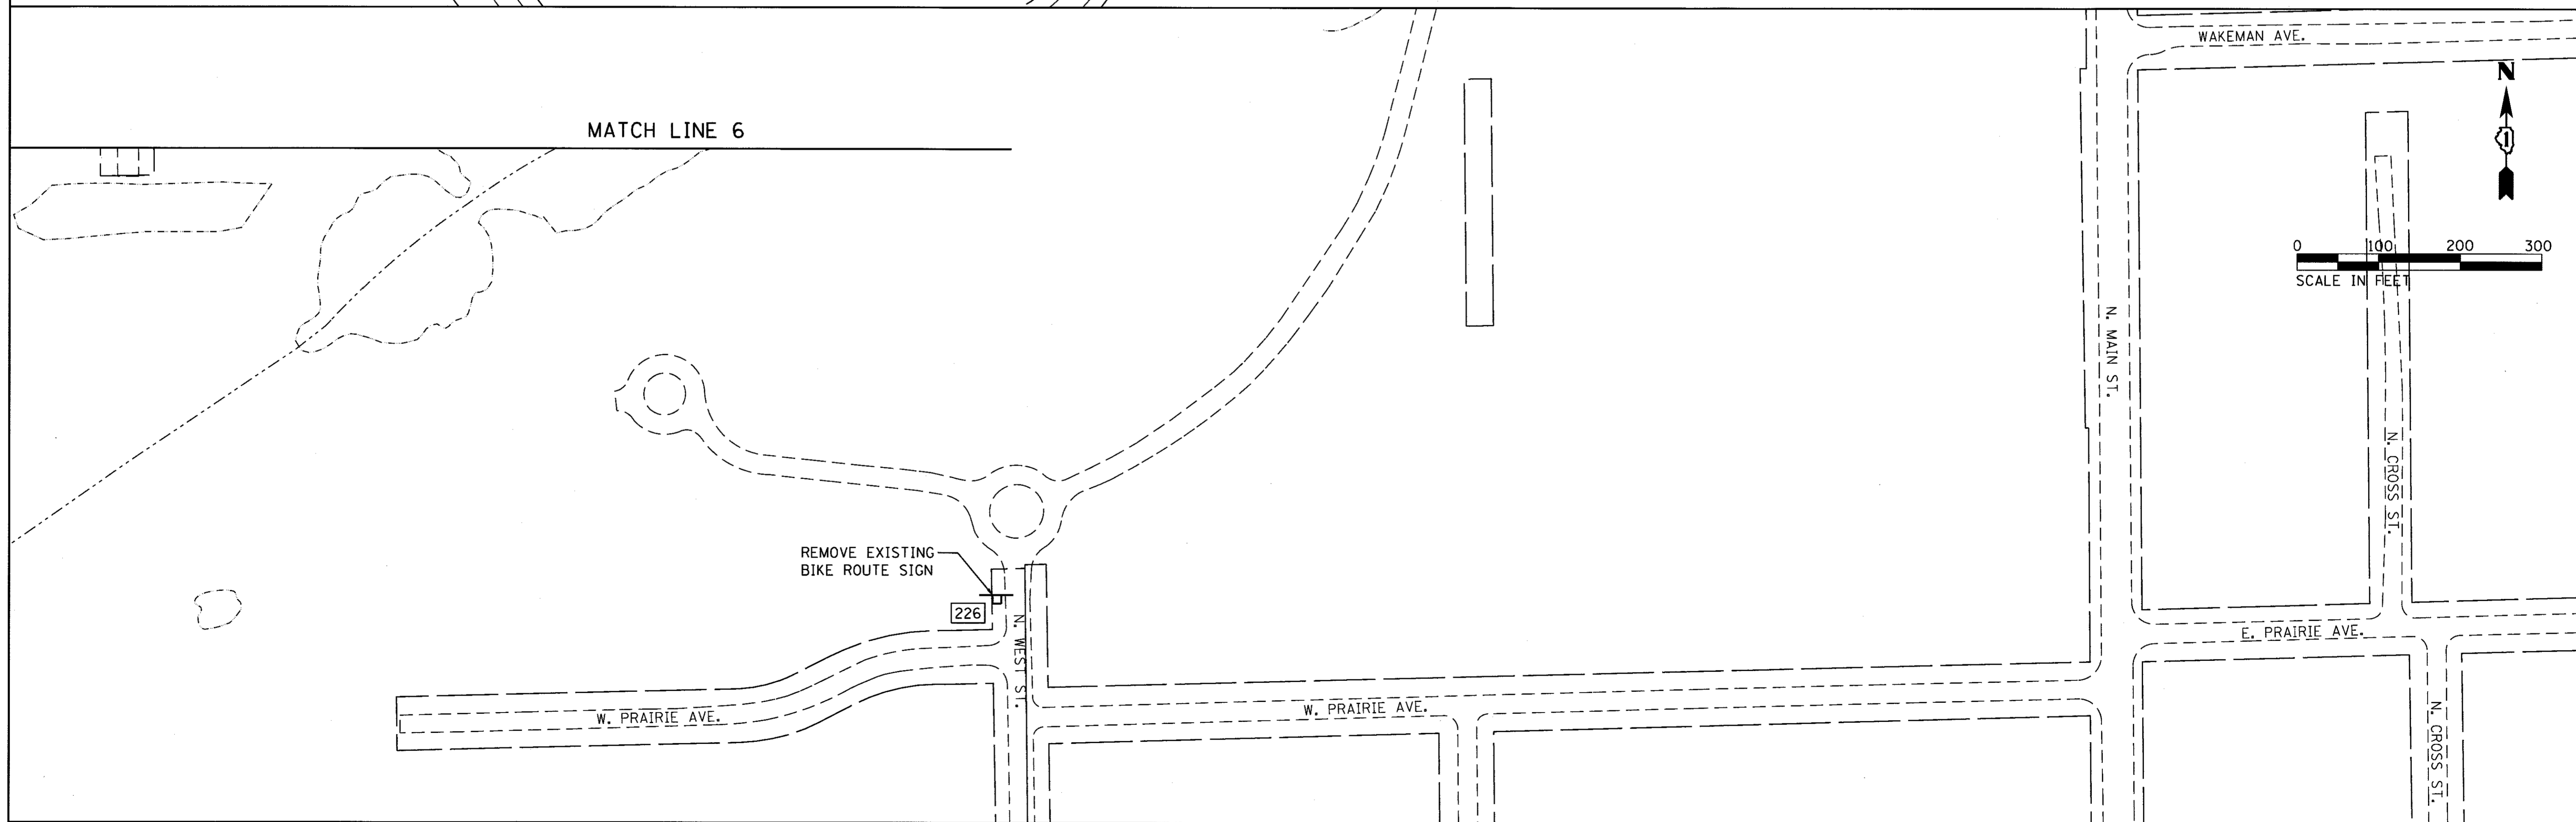 WAKEMAN AVE.
N
1
MATCH LINE 6
0 100 200 300
SCALE IN FEET
N. MAIN ST.
N. CROSS ST.
REMOVE EXISTING
BIKE ROUTE SIGN
226
N. WEST ST.
E. PRAIRIE AVE.
W. PRAIRIE AVE.
W. PRAIRIE AVE.
N. CROSS ST.